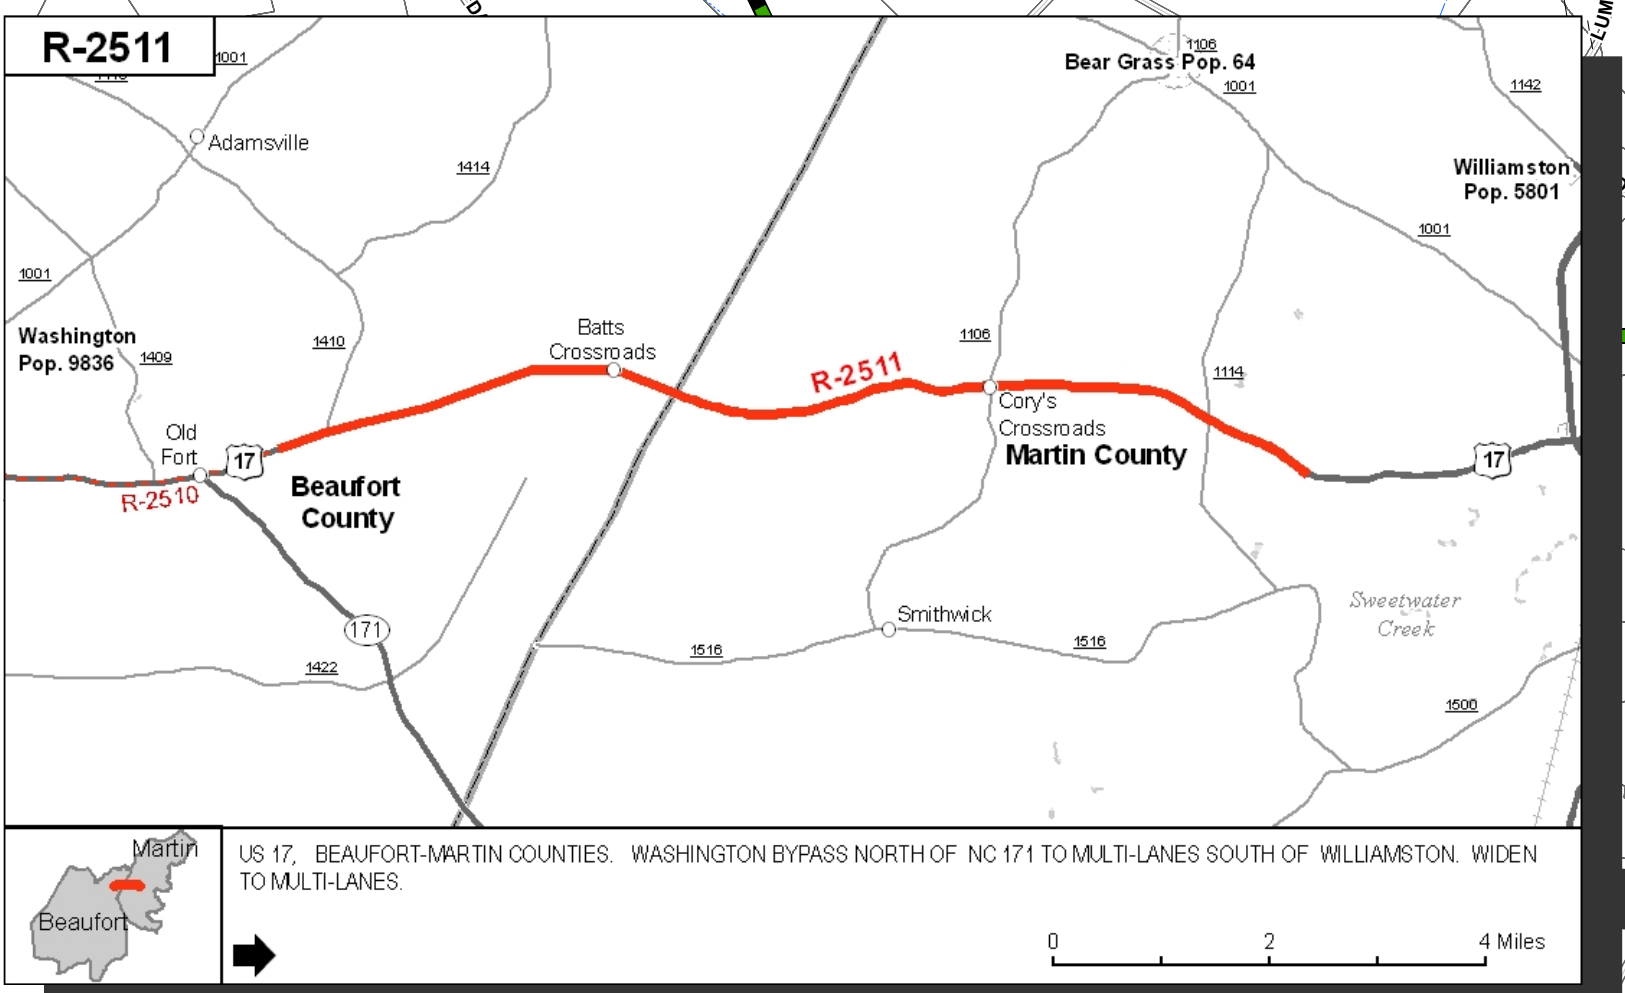 R-2511
1001
1106
Bear Grass Pop. 64
1001
1142
Adamsville
1414
Williamston
Pop. 5801
1001
1001
Washington
Pop. 9836
1409
1410
Batts
Crossroads
1106
R-2511
1114
Cory's
Crossroads
Martin County
Old
Fort
17
17
R-2510
Beaufort
County
Sweetwater
Creek
Smithwick
171
1516
1516
1422
1500
Martin
Beaufort
US 17, BEAUFORT-MARTIN COUNTIES. WASHINGTON BYPASS NORTH OF NC 171 TO MULTI-LANES SOUTH OF WILLIAMSTON. WIDEN
TO MULTI-LANES.
0 2 4 Miles